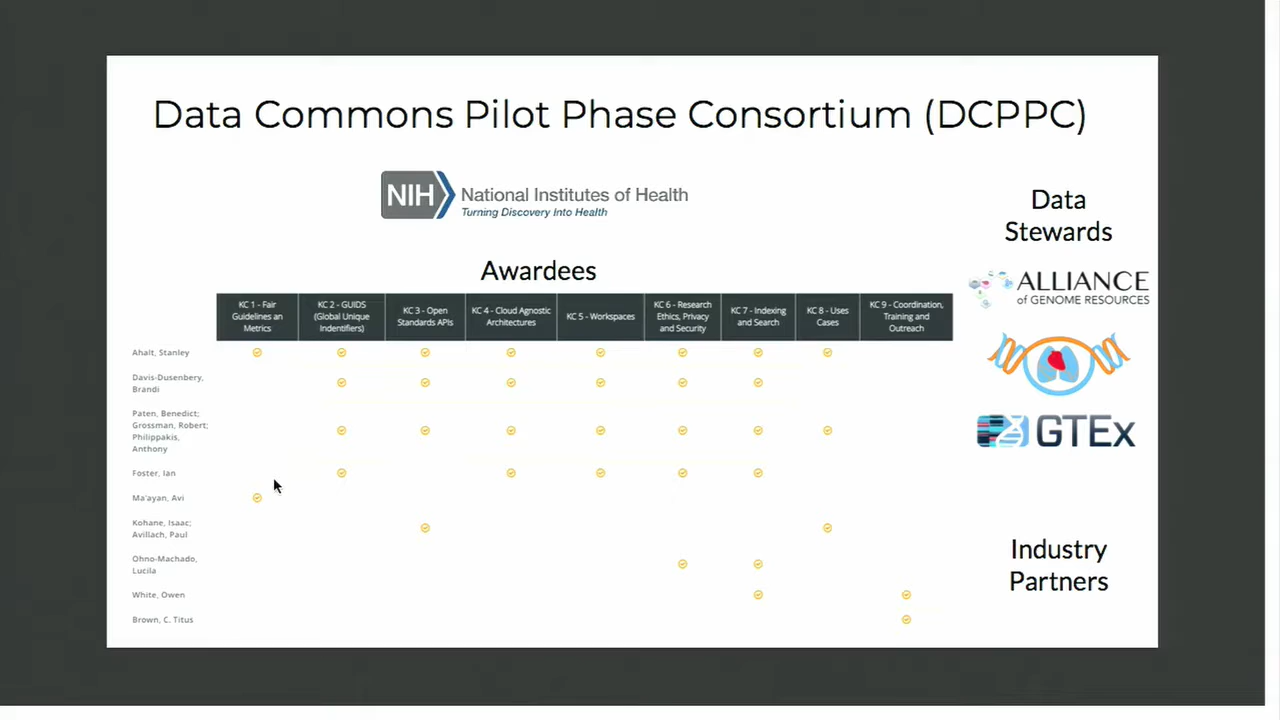 Data Commons Pilot Phase Consortium (DCPPC)
NIH
National Institutes of Health
Turning Discovery Into Health
Data
Stewards
ALLIANCE
of GENOME RESOURCES
GTEx
Industry
Partners
Awardees
KC 1 - Fair
Guidelines an
Metrics
KC 2 - GUIDS
(Global Unique
Indentifiers)
KC 3 - Open
Standards APIs
KC 4 - Cloud Agnostic
Architectures
KC 5 - Workspaces
KC 6 - Research
Ethics, Privacy
and Security
KC 7 - Indexing
and Search
KC 8 - Uses
Cases
KC 9 - Coordination,
Training and
Outreach
Ahalt, Stanley
Davis-Dusenbery,
Brandi
Paten, Benedict;
Grossman, Robert;
Philippakis,
Anthony
Foster, Ian
Ma'ayan, Avi
Kohane, Isaac;
Avillach, Paul
Ohno-Machado,
Lucila
White, Owen
Brown, C. Titus